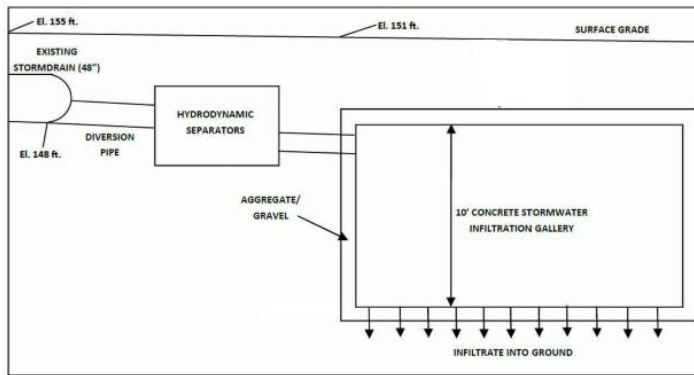 El. 155 ft.
El. 151 ft.
SURFACE GRADE
EXISTING
STORMDRAIN (48")
HYDRODYNAMIC
SEPARATORS
El. 148 ft.
DIVERSION
PIPE
AGGREGATE/
GRAVEL
10' CONCRETE STORMWATER
INFILTRATION GALLERY
INFILTRATE INTO GROUND